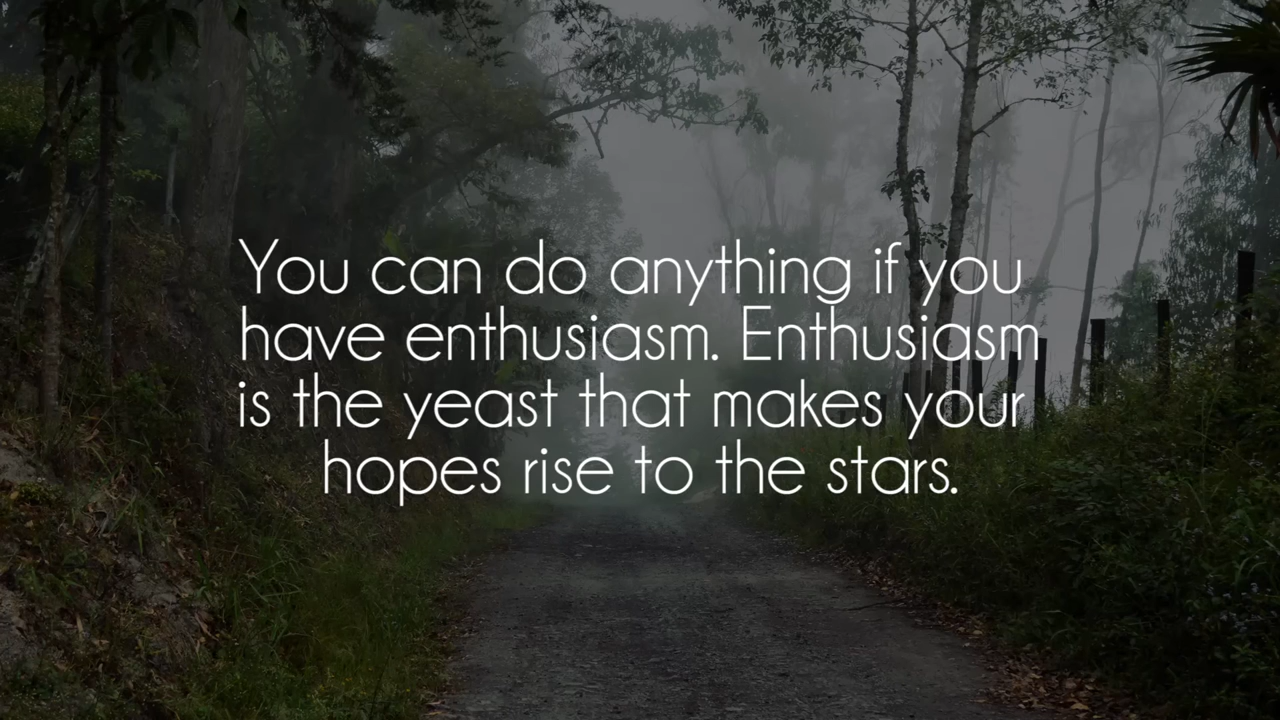 You can do anything if you
have enthusiasm. Enthusiasm
is the yeast that makes your
hopes rise to the stars.